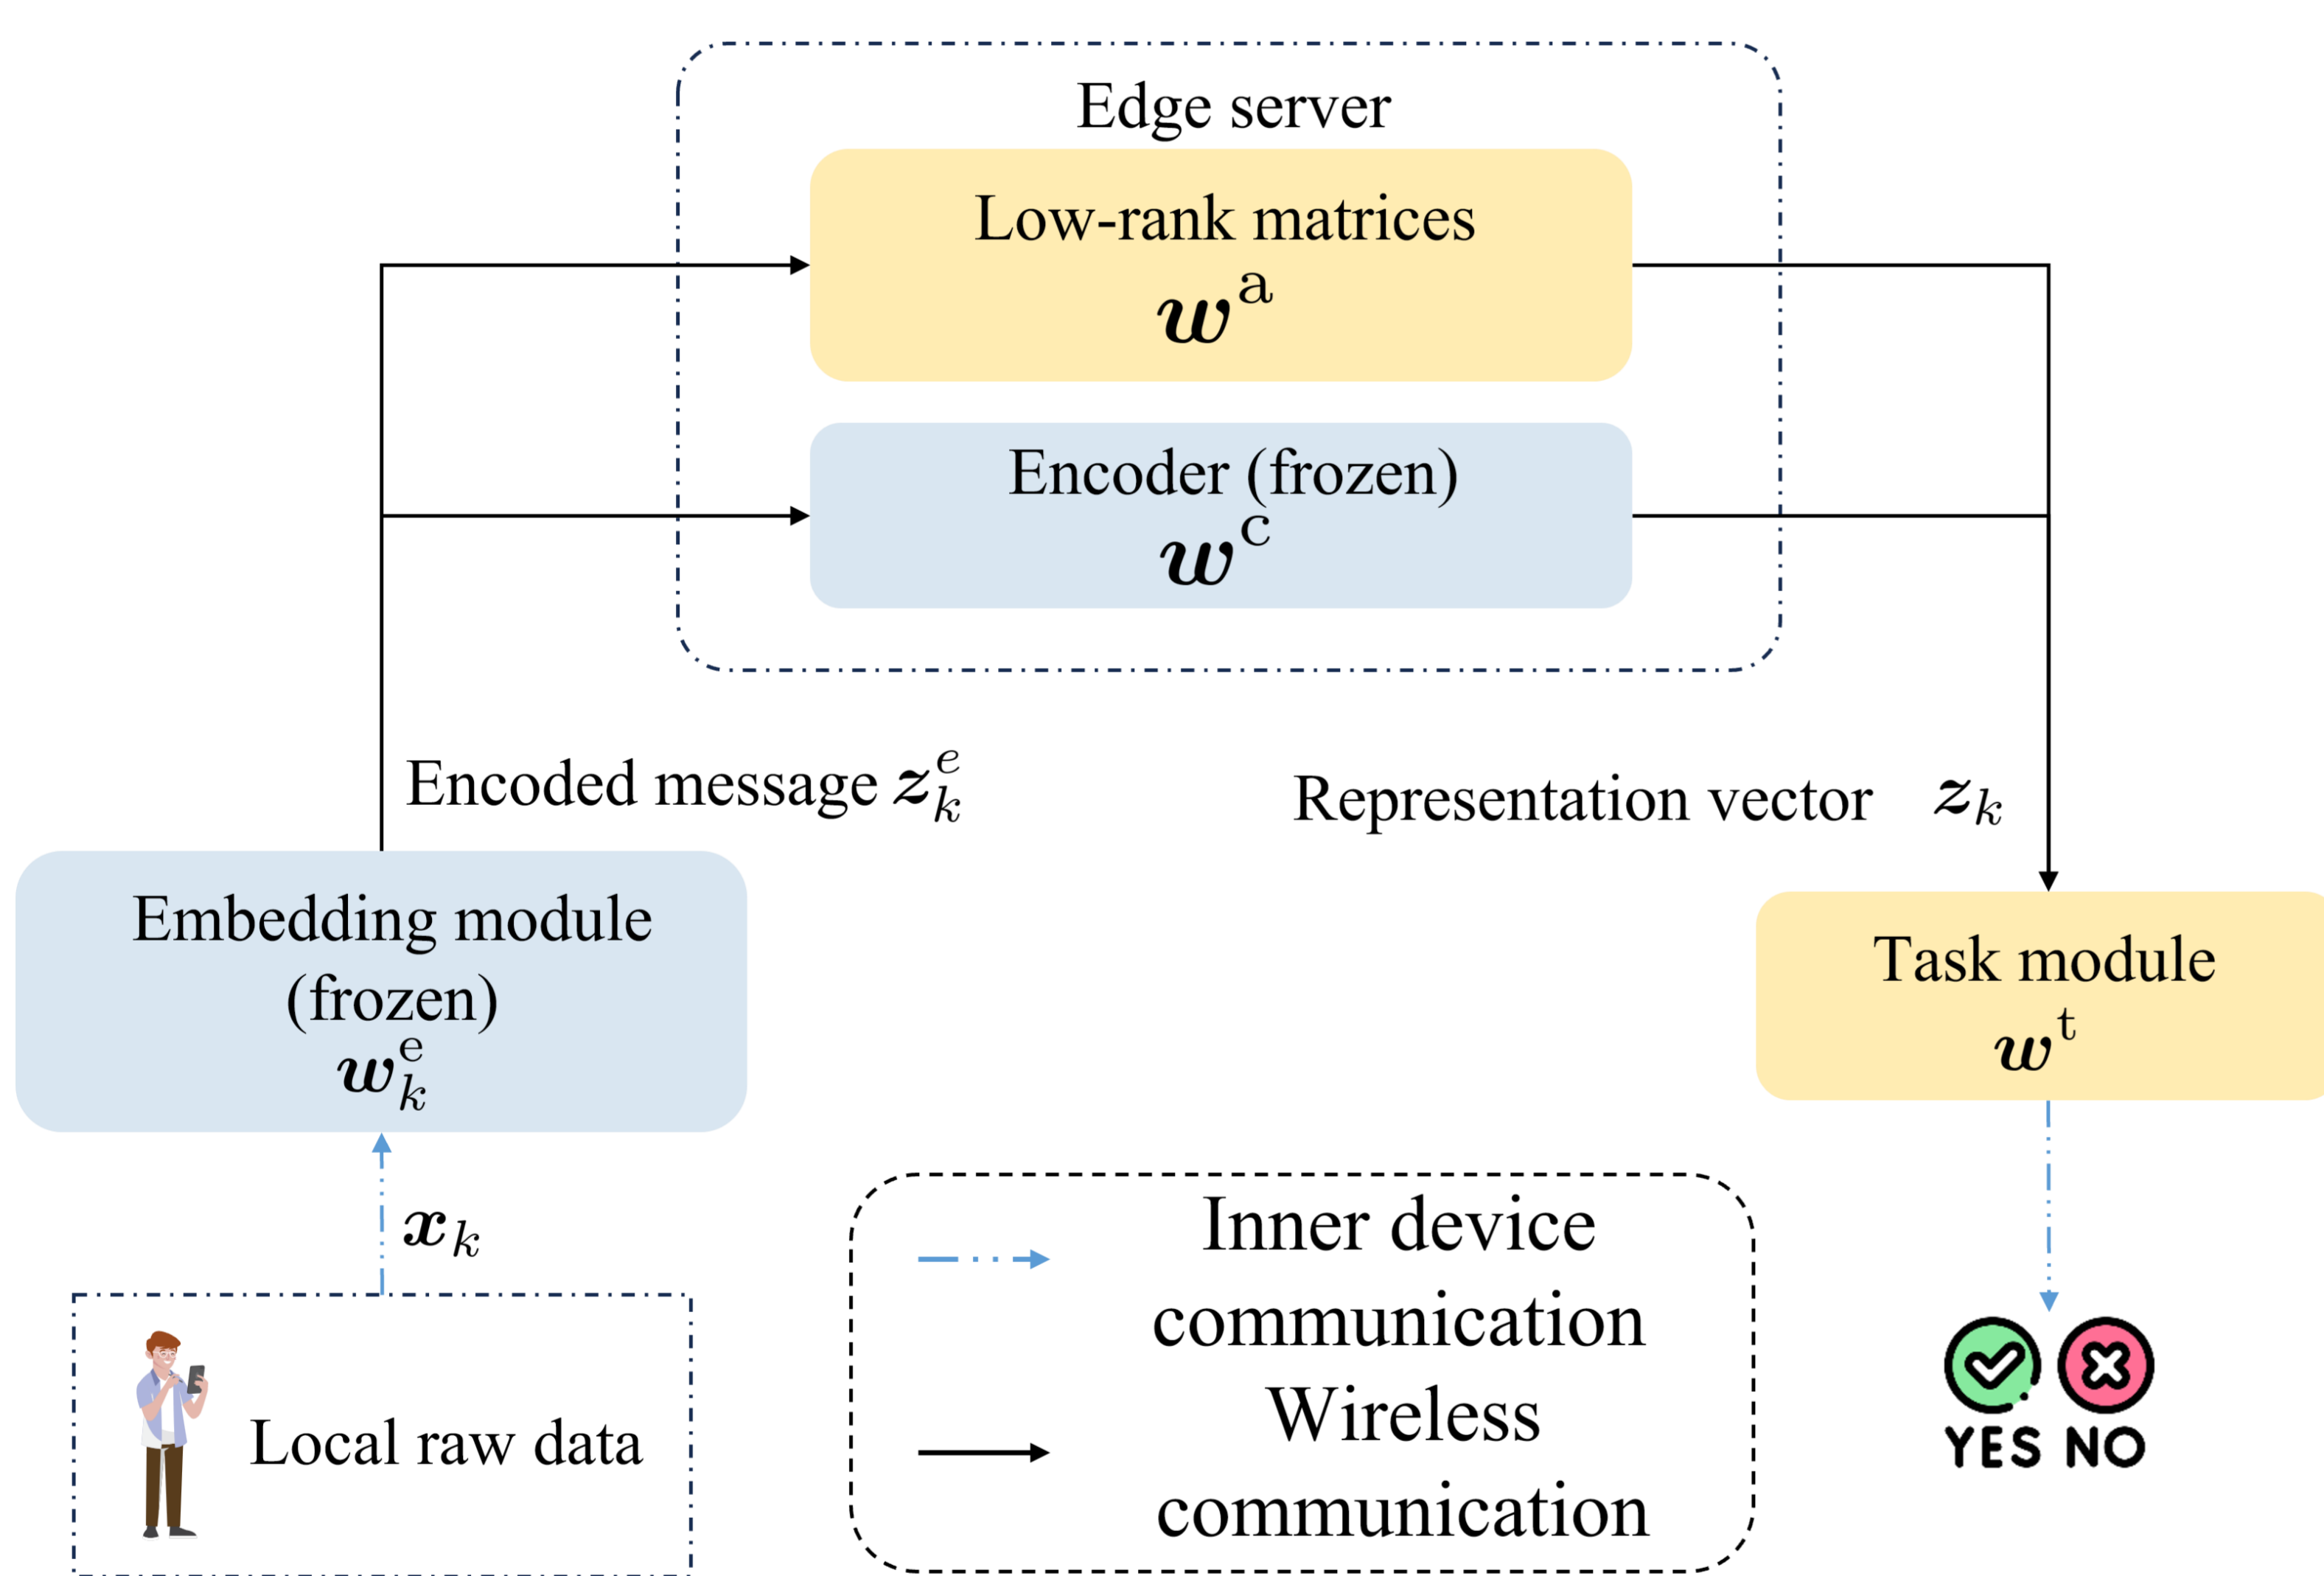 Edge server
Low-rank matrices
w^a
Encoder (frozen)
w^c
Encoded message z_k^e
Representation vector z_k
Embedding module
(frozen)
w_k^e
Task module
w^t
x_k
Local raw data
Inner device
communication
Wireless
communication
YES NO